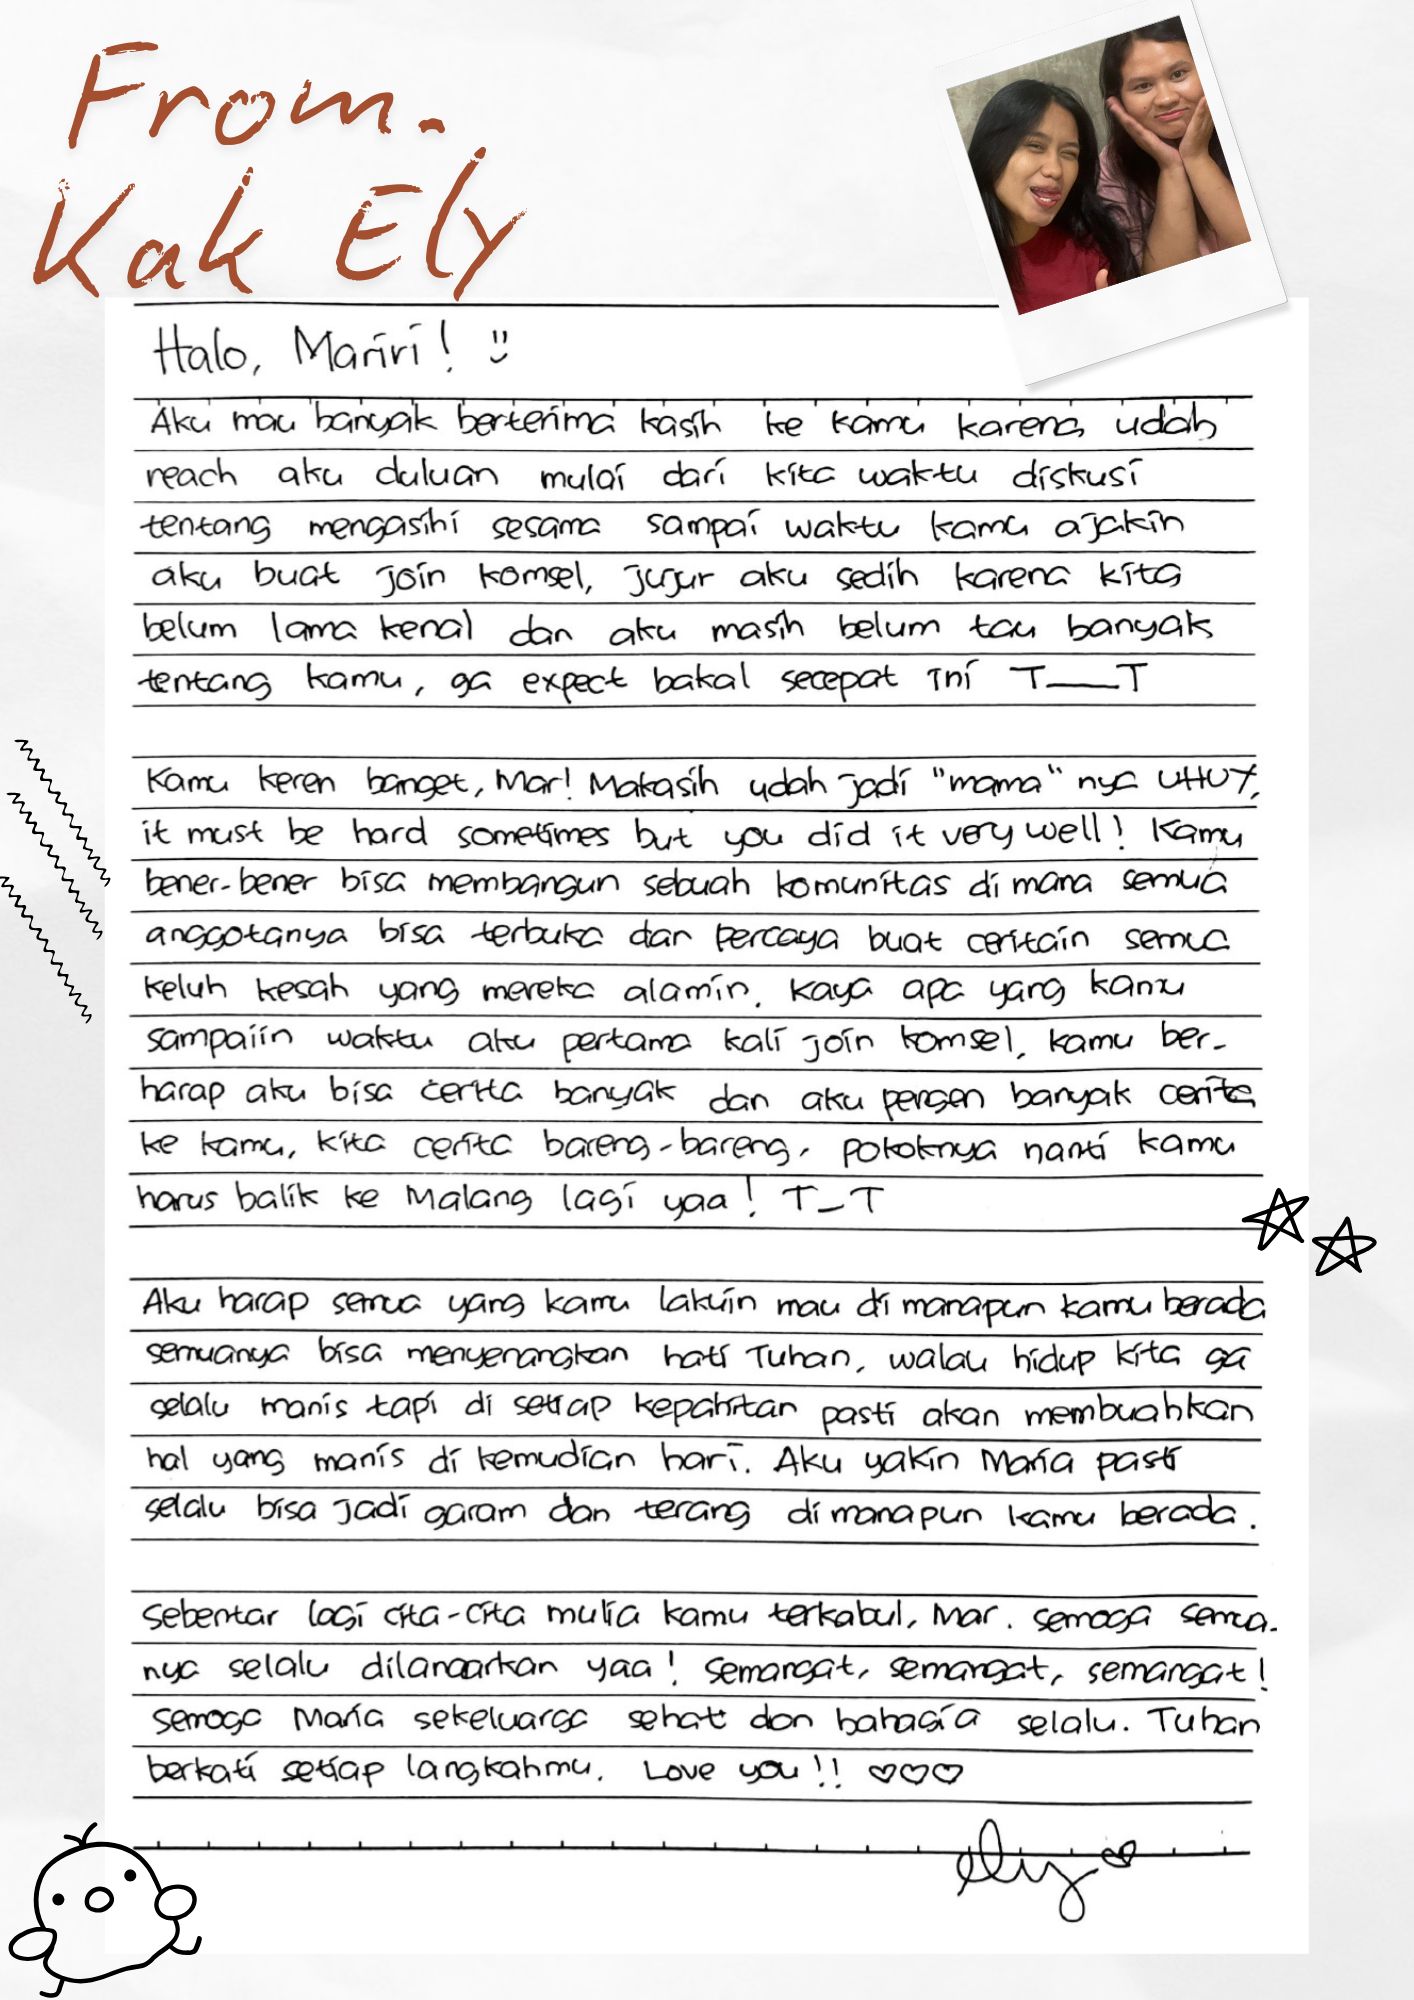 From.
Kak Ely
Halo, Mariri! :)
Aku mau banyak berterima kasih ke kamu karena udah
reach aku duluan mulai dari kita waktu diskusi
tentang mengasihi sesama sampai waktu kamu ajakin
aku buat join komsel, jujur aku sedih karena kita
belum lama kenal dan aku masih belum tau banyak
tentang kamu, ga expect bakal secepat ini T___T
Kamu keren banget, Mar! Makasih udah jadi "mama" nya UHUY,
it must be hard sometimes but you did it very well! Kamu
bener-bener bisa membangun sebuah komunitas di mana semua
anggotanya bisa terbuka dan percaya buat ceritain semua
keluh kesah yang mereka alamin. Kaya apa yang kamu
sampaiin waktu aku pertama kali join komsel, kamu ber-
harap aku bisa cerita banyak dan aku pengen banyak cerita
ke kamu, kita cerita bareng-bareng, pokoknya nanti kamu
harus balik ke Malang lagi yaa! T_T
Aku harap semua yang kamu lakuin mau di manapun kamu berada
semuanya bisa menyenangkan hati Tuhan, walau hidup kita ga
selalu manis tapi di setiap kepahitan pasti akan membuahkan
hal yang manis di kemudian hari. Aku yakin Maria pasti
selalu bisa jadi garam dan terang di manapun kamu berada.
Sebentar lagi cita-cita mulia kamu terkabul, Mar. semoga semua-
nya selalu dilancarkan yaa! Semangat, semangat, semangat!
Semoga Maria sekeluarga sehat dan bahagia selalu. Tuhan
berkati setiap langkahmu. Love you!! ♡♡♡
ely ♡